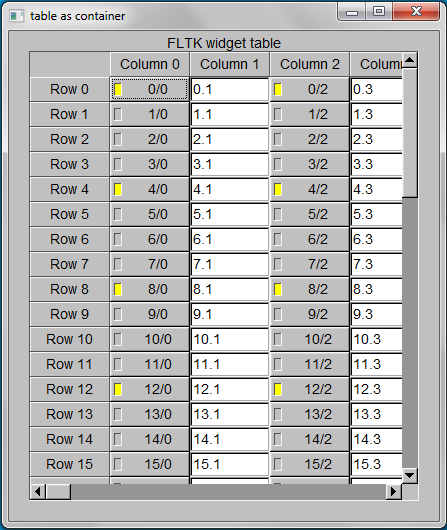 table as container
FLTK widget table
Column 0 Column 1 Column 2 Colum
Row 0 0/0 0.1 0/2 0.3
Row 1 1/0 1.1 1/2 1.3
Row 2 2/0 2.1 2/2 2.3
Row 3 3/0 3.1 3/2 3.3
Row 4 4/0 4.1 4/2 4.3
Row 5 5/0 5.1 5/2 5.3
Row 6 6/0 6.1 6/2 6.3
Row 7 7/0 7.1 7/2 7.3
Row 8 8/0 8.1 8/2 8.3
Row 9 9/0 9.1 9/2 9.3
Row 10 10/0 10.1 10/2 10.3
Row 11 11/0 11.1 11/2 11.3
Row 12 12/0 12.1 12/2 12.3
Row 13 13/0 13.1 13/2 13.3
Row 14 14/0 14.1 14/2 14.3
Row 15 15/0 15.1 15/2 15.3